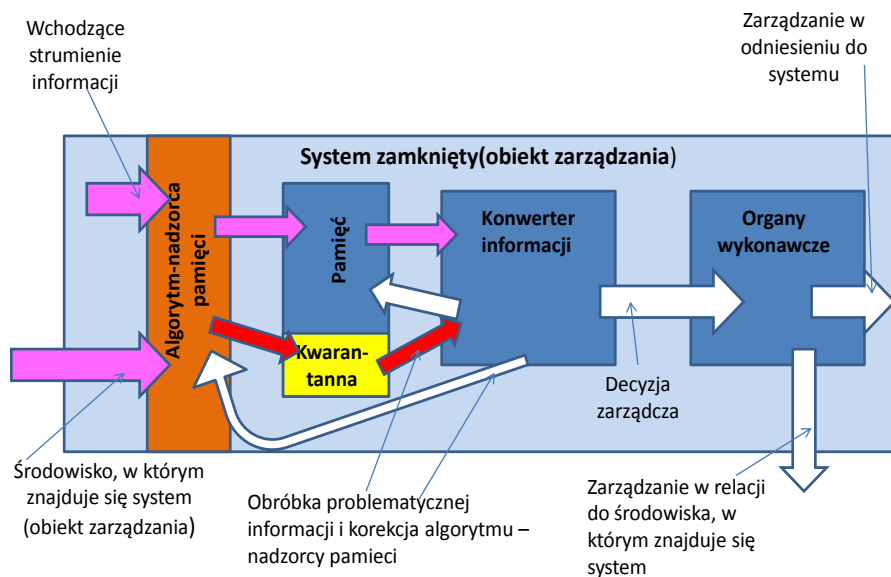 Wchodzące
strumienie
informacji
Zarządzanie w
odniesieniu do
systemu
System zamknięty(obiekt zarządzania)
Algorytm-nadzorca
pamięci
Pamięć
Kwaran-
tanna
Konwerter
informacji
Organy
wykonawcze
Decyzja
zarządcza
Środowisko, w którym
znajduje się system
(obiekt zarządzania)
Obróbka problematycznej
informacji i korekcja algorytmu –
nadzorcy pamieci
Zarządzanie w relacji
do środowiska, w
którym znajduje się
system